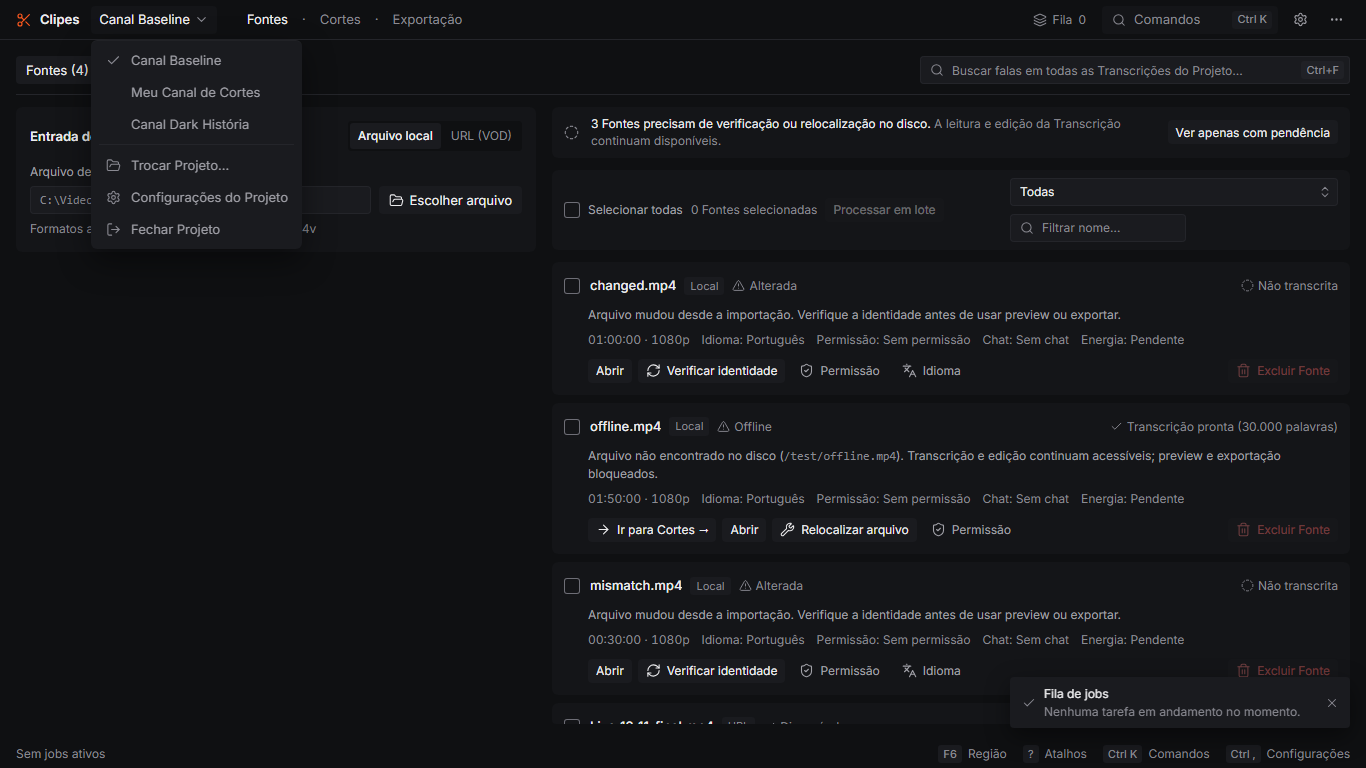 Clipes Canal Baseline Fontes · Cortes · Exportação Fila 0 Comandos Ctrl K
Canal Baseline
Meu Canal de Cortes
Canal Dark História
Trocar Projeto...
Configurações do Projeto
Fechar Projeto
Fontes (4)
Buscar falas em todas as Transcrições do Projeto... Ctrl+F
Arquivo local URL (VOD)
Arquivo de
C:\Video
Escolher arquivo
Formatos
4v
3 Fontes precisam de verificação ou relocalização no disco. A leitura e edição da Transcrição
continuam disponíveis.
Ver apenas com pendência
Selecionar todas 0 Fontes selecionadas Processar em lote
Todas
Filtrar nome...
changed.mp4 Local Alterada Não transcrita
Arquivo mudou desde a importação. Verifique a identidade antes de usar preview ou exportar.
01:00:00 · 1080p Idioma: Português Permissão: Sem permissão Chat: Sem chat Energia: Pendente
Abrir Verificar identidade Permissão Idioma Excluir Fonte
offline.mp4 Local Offline Transcrição pronta (30.000 palavras)
Arquivo não encontrado no disco (/test/offline.mp4). Transcrição e edição continuam acessíveis; preview e exportação
bloqueados.
01:50:00 · 1080p Idioma: Português Permissão: Sem permissão Chat: Sem chat Energia: Pendente
Ir para Cortes → Abrir Relocalizar arquivo Permissão Excluir Fonte
mismatch.mp4 Local Alterada Não transcrita
Arquivo mudou desde a importação. Verifique a identidade antes de usar preview ou exportar.
00:30:00 · 1080p Idioma: Português Permissão: Sem permissão Chat: Sem chat Energia: Pendente
Abrir Verificar identidade Permissão Idioma Excluir Fonte
Fila de jobs
Nenhuma tarefa em andamento no momento.
Sem jobs ativos F6 Região ? Atalhos Ctrl K Comandos Ctrl , Configurações